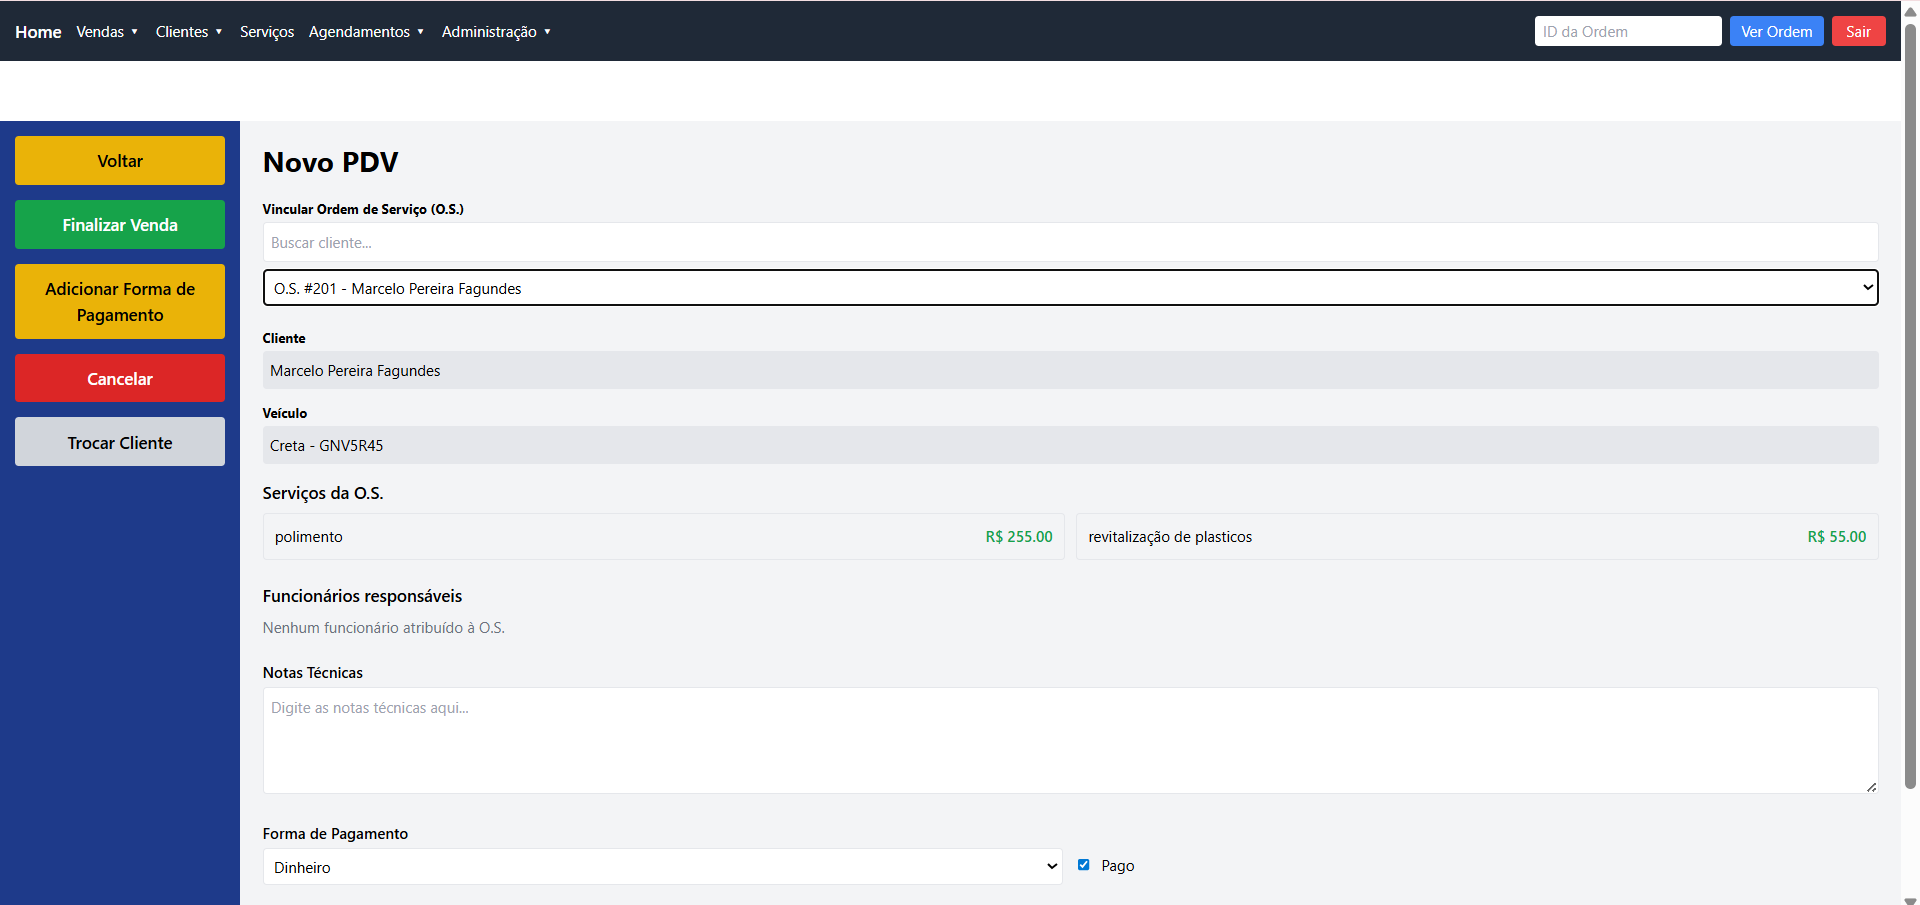 Home Vendas ▼ Clientes ▼ Serviços Agendamentos ▼ Administração ▼ ID da Ordem Ver Ordem Sair
Voltar
Finalizar Venda
Adicionar Forma de
Pagamento
Cancelar
Trocar Cliente
Novo PDV
Vincular Ordem de Serviço (O.S.)
Buscar cliente...
O.S. #201 - Marcelo Pereira Fagundes
Cliente
Marcelo Pereira Fagundes
Veículo
Creta - GNV5R45
Serviços da O.S.
polimento R$ 255.00 revitalização de plasticos R$ 55.00
Funcionários responsáveis
Nenhum funcionário atribuído à O.S.
Notas Técnicas
Digite as notas técnicas aqui...
Forma de Pagamento
Dinheiro Pago